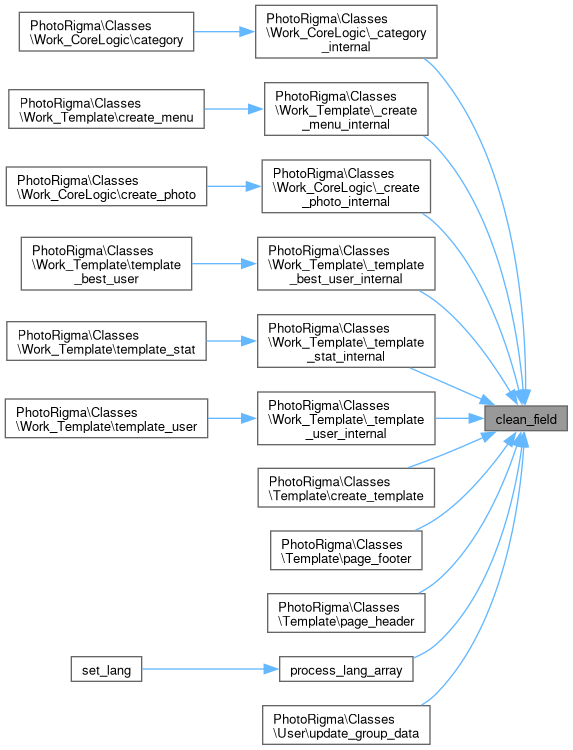 PhotoRigma\Classes
\Work_CoreLogic\category
PhotoRigma\Classes
\Work_CoreLogic\_category
_internal
PhotoRigma\Classes
\Work_Template\create_menu
PhotoRigma\Classes
\Work_Template\_create
_menu_internal
PhotoRigma\Classes
\Work_CoreLogic\create_photo
PhotoRigma\Classes
\Work_CoreLogic\_create
_photo_internal
PhotoRigma\Classes
\Work_Template\template
_best_user
PhotoRigma\Classes
\Work_Template\_template
_best_user_internal
PhotoRigma\Classes
\Work_Template\template_stat
PhotoRigma\Classes
\Work_Template\_template
_stat_internal
PhotoRigma\Classes
\Work_Template\template_user
PhotoRigma\Classes
\Work_Template\_template
_user_internal
clean_field
PhotoRigma\Classes
\Template\create_template
PhotoRigma\Classes
\Template\page_footer
PhotoRigma\Classes
\Template\page_header
set_lang
process_lang_array
PhotoRigma\Classes
\User\update_group_data